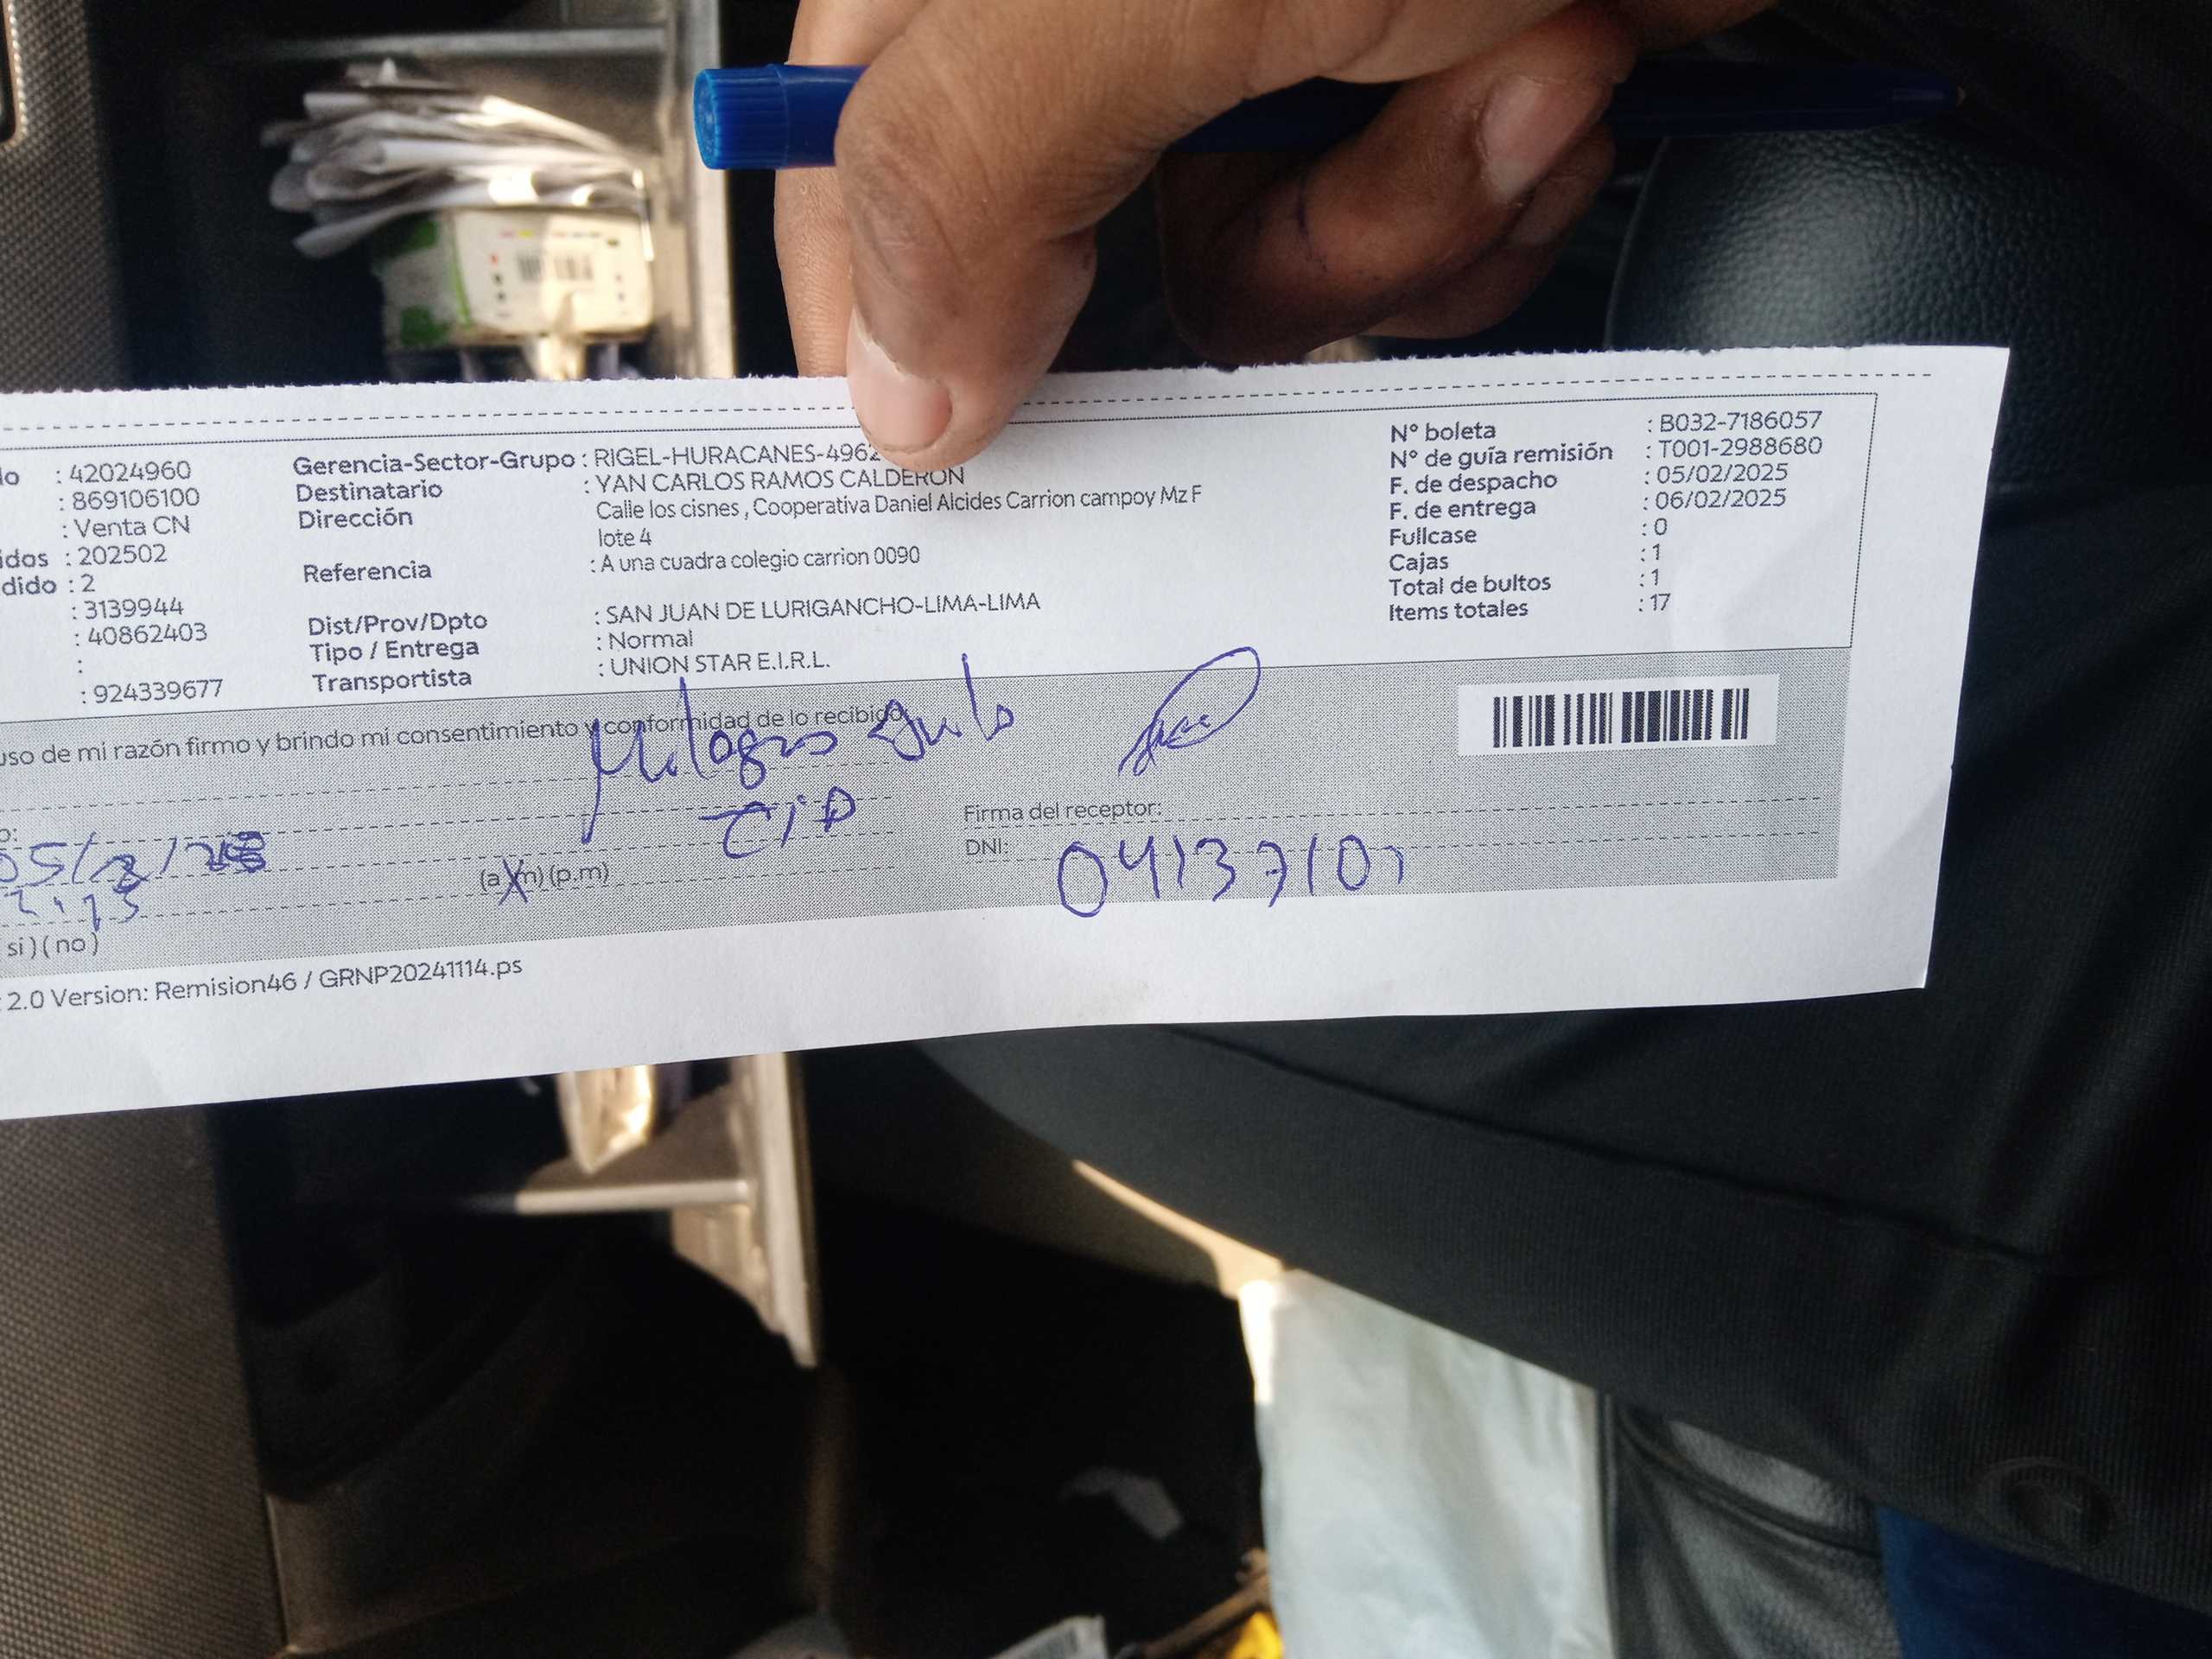 lo : 42024960 Gerencia-Sector-Grupo : RIGEL-HURACANES-4962 N° boleta : B032-7186057
: 869106100 Destinatario : YAN CARLOS RAMOS CALDERON N° de guía remisión : T001-2988680
: Venta CN Dirección Calle los cisnes , Cooperativa Daniel Alcides Carrion campoy Mz F F. de despacho : 05/02/2025
idos : 202502 lote 4 F. de entrega : 06/02/2025
dido : 2 Referencia : A una cuadra colegio carrion 0090 Fullcase : 0
: 3139944 Dist/Prov/Dpto : SAN JUAN DE LURIGANCHO-LIMA-LIMA Cajas : 1
: 40862403 Tipo / Entrega : Normal Total de bultos : 1
: Transportista : UNION STAR E.I.R.L. Items totales : 17
: 924339677
uso de mi razón firmo y brindo mi consentimiento y conformidad de lo recibido
Milagros
TIA
Firma del receptor:
o:
05/2/
(a.m) (p.m)
DNI: 04137101
si ) ( no )
2.0 Version: Remision46 / GRNP20241114.ps